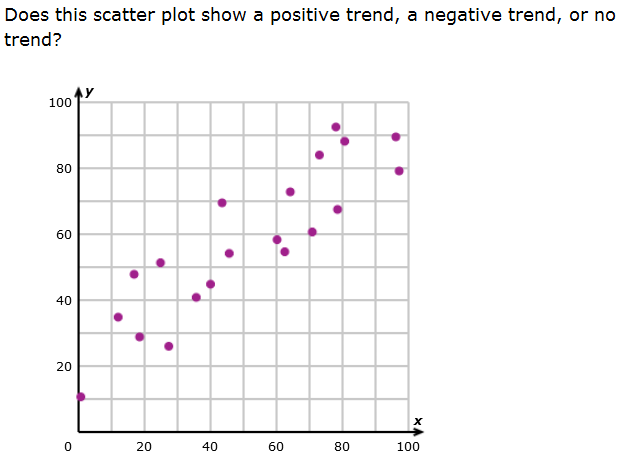 Does this scatter plot show a positive trend, a negative trend, or no
trend?
y
100
80
60
40
20
x
0 20 40 60 80 100